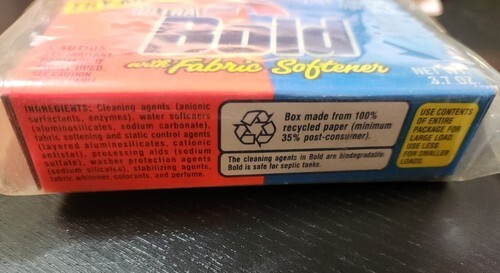 ULTRA
Bold
with Fabric Softener
NET
2.7 OZ.
INGREDIENTS: Cleaning agents (anionic
surfactants, enzymes), water softeners
(aluminosilicates, sodium carbonate),
fabric softening and static control agents
(layered aluminosilicates, cationic
antistat), processing aids (sodium
sulfate), washer protection agents
(sodium silicate), stabilizing agents,
fabric whitener, colorants, and perfume.
Box made from 100%
recycled paper (minimum
35% post-consumer).
The cleaning agents in Bold are biodegradable.
Bold is safe for septic tanks.
USE CONTENTS
OF ENTIRE
PACKAGE FOR
LARGE LOAD.
USE LESS
FOR SMALLER
LOADS.